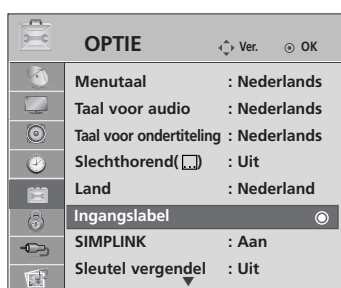 OPTIE Ver. OK
Menutaal : Nederlands
Taal voor audio : Nederlands
Taal voor ondertiteling : Nederlands
Slechthorend( ) : Uit
Land : Nederland
Ingangslabel
SIMPLINK : Aan
Sleutel vergendel : Uit